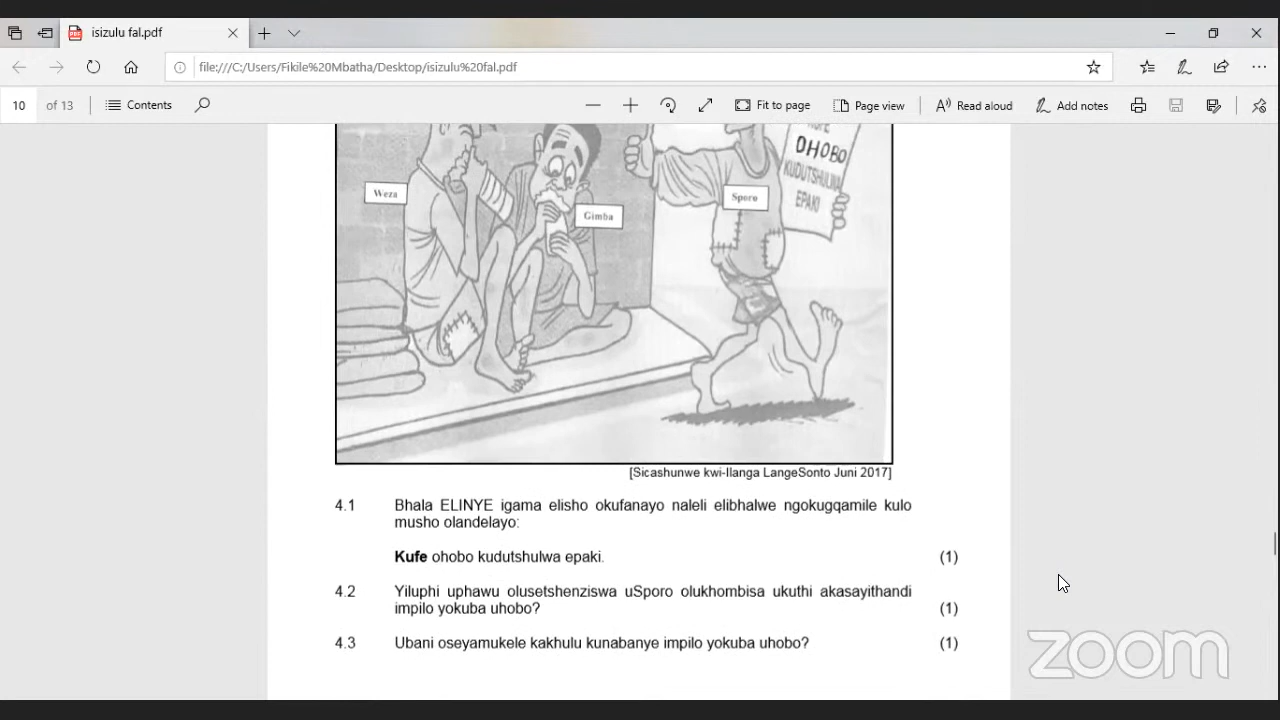 isizulu fal.pdf
file:///C:/Users/Fikile%20Mbatha/Desktop/isizulu%20fal.pdf
10 of 13 Contents Fit to page Page view Read aloud Add notes
OHOBO
KUDUTSHULWA
EPAKI
Weza
Sporo
Gimba
[Sicashunwe kwi-Ilanga LangeSonto Juni 2017]
4.1 Bhala ELINYE igama elisho okufanayo naleli elibhalwe ngokugqamile kulo
musho olandelayo:
Kufe ohobo kudutshulwa epaki. (1)
4.2 Yiluphi uphawu olusetshenziswa uSporo olukhombisa ukuthi akasayithandi
impilo yokuba uhobo? (1)
4.3 Ubani oseyamukele kakhulu kunabanye impilo yokuba uhobo? (1)
zoom